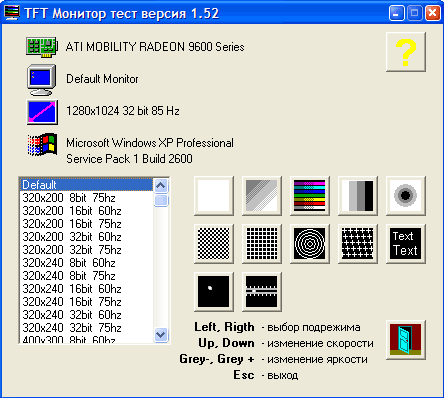 TFT Монитор тест версия 1.52
ATI MOBILITY RADEON 9600 Series
Default Monitor
1280x1024 32 bit 85 Hz
Microsoft Windows XP Professional
Service Pack 1 Build 2600
?
Default
320x200 8bit 75hz
320x200 16bit 60hz
320x200 16bit 75hz
320x200 32bit 60hz
320x200 32bit 75hz
320x240 8bit 60hz
320x240 8bit 75hz
320x240 16bit 60hz
320x240 16bit 75hz
320x240 32bit 60hz
320x240 32bit 75hz
400x300 8bit 60hz
Text
Text
Left, Rigth - выбор подрежима
Up, Down - изменение скорости
Grey-, Grey + - изменение яркости
Esc - выход